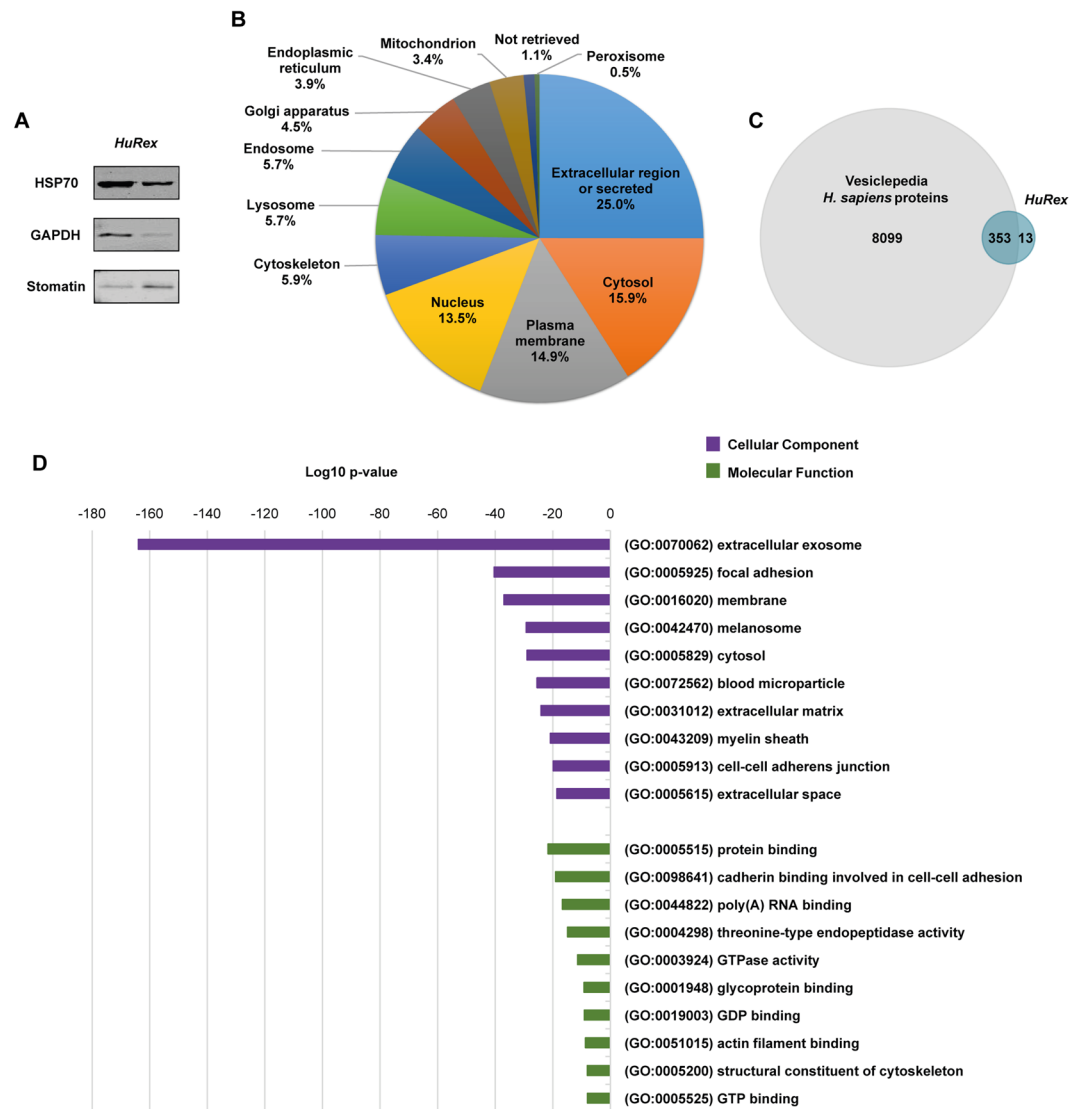 A
HuRex
HSP70
GAPDH
Stomatin
B
Not retrieved
1.1%
Peroxisome
0.5%
Mitochondrion
3.4%
Endoplasmic
reticulum
3.9%
Golgi apparatus
4.5%
Endosome
5.7%
Lysosome
5.7%
Cytoskeleton
5.9%
Nucleus
13.5%
Plasma
membrane
14.9%
Cytosol
15.9%
Extracellular region
or secreted
25.0%
C
Vesiclepedia
H. sapiens proteins
HuRex
8099
353
13
D
Cellular Component
Molecular Function
Log10 p-value
-180 -160 -140 -120 -100 -80 -60 -40 -20 0
(GO:0070062) extracellular exosome
(GO:0005925) focal adhesion
(GO:0016020) membrane
(GO:0042470) melanosome
(GO:0005829) cytosol
(GO:0072562) blood microparticle
(GO:0031012) extracellular matrix
(GO:0043209) myelin sheath
(GO:0005913) cell-cell adherens junction
(GO:0005615) extracellular space
(GO:0005515) protein binding
(GO:0098641) cadherin binding involved in cell-cell adhesion
(GO:0044822) poly(A) RNA binding
(GO:0004298) threonine-type endopeptidase activity
(GO:0003924) GTPase activity
(GO:0001948) glycoprotein binding
(GO:0019003) GDP binding
(GO:0051015) actin filament binding
(GO:0005200) structural constituent of cytoskeleton
(GO:0005525) GTP binding